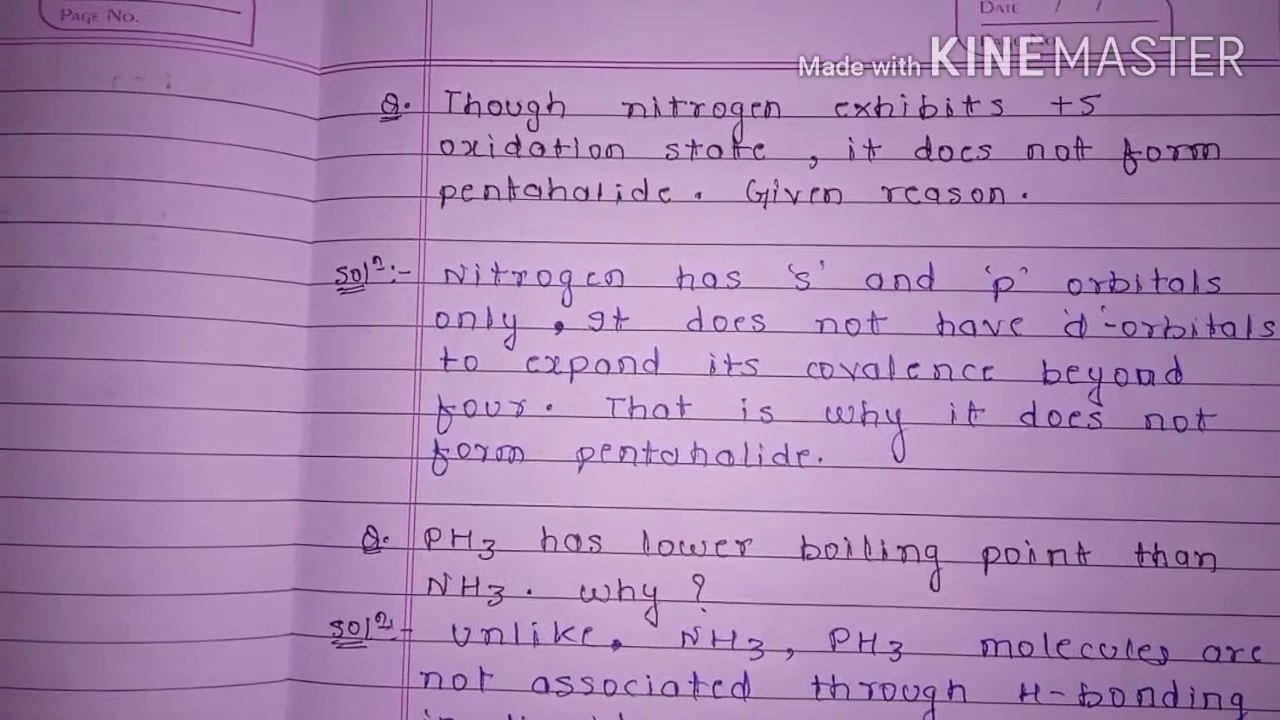 PAGE No.
DATE / /
Made with KINEMASTER
Q. Though nitrogen exhibits +5
oxidation state, it does not form
pentahalide. Given reason.
Solⁿ:- Nitrogen has 's' and 'p' orbitals
only, It does not have 'd'-orbitals
to expand its covalence beyond
four. That is why it does not
form pentahalide.
Q. PH3 has lower boiling point than
NH3. Why?
Solⁿ:- Unlike, NH3, PH3 molecules are
not associated through H-bonding